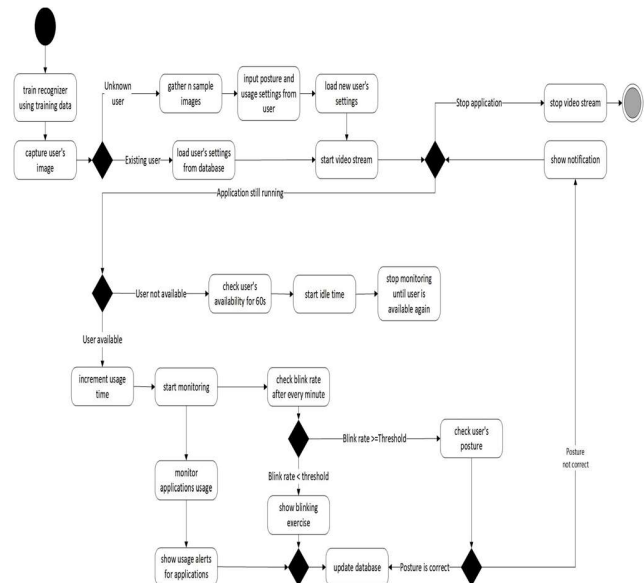 train recognizer
using training data
capture user's
image
Unknown
user
gather n sample
images
input posture and
usage settings from
user
load new user's
settings
Existing user
load user's settings
from database
start video stream
Stop application
stop video stream
show notification
Application still running
User not available
check user's
availability for 60s
start idle time
stop monitoring
until user is
available again
User available
increment usage
time
start monitoring
check blink rate
after every minute
Blink rate >=Threshold
check user's
posture
Posture
not correct
monitor
applications usage
Blink rate < threshold
show blinking
exercise
show usage alerts
for applications
update database
Posture is correct